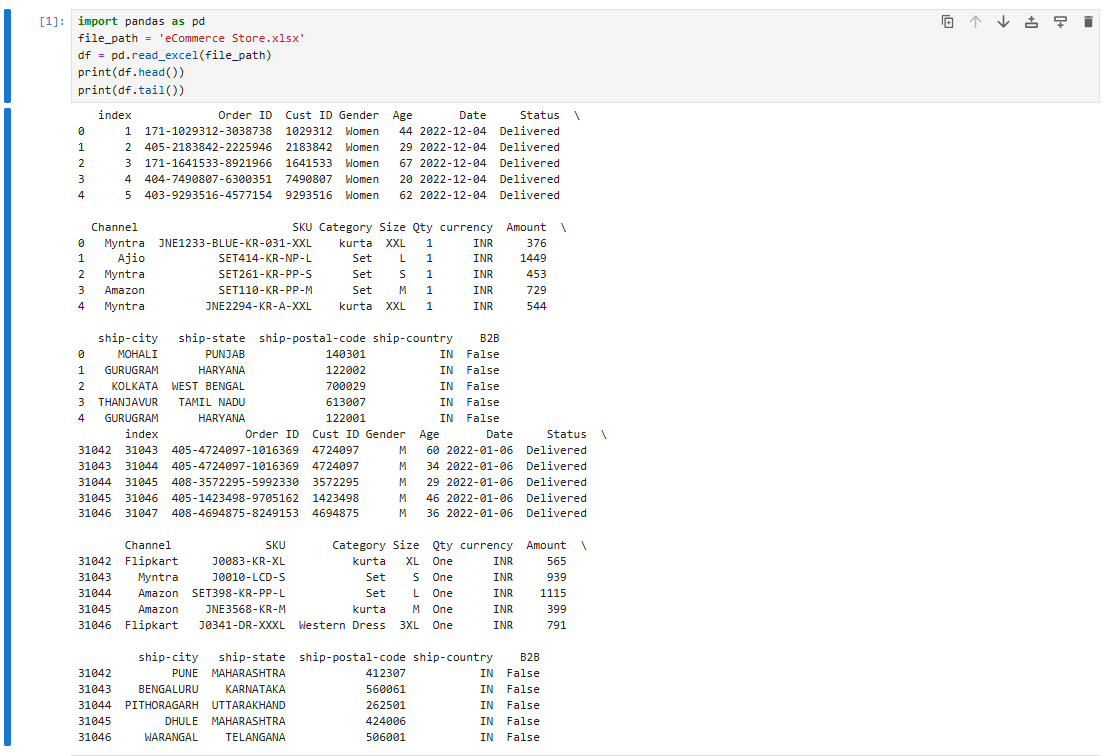 [1]: import pandas as pd
file_path = 'eCommerce Store.xlsx'
df = pd.read_excel(file_path)
print(df.head())
print(df.tail())
index Order ID Cust ID Gender Age Date Status \
0 1 171-1029312-3038738 1029312 Women 44 2022-12-04 Delivered
1 2 405-2183842-2225946 2183842 Women 29 2022-12-04 Delivered
2 3 171-1641533-8921966 1641533 Women 67 2022-12-04 Delivered
3 4 404-7490807-6300351 7490807 Women 20 2022-12-04 Delivered
4 5 403-9293516-4577154 9293516 Women 62 2022-12-04 Delivered
Channel SKU Category Size Qty currency Amount \
0 Myntra JNE1233-BLUE-KR-031-XXL kurta XXL 1 INR 376
1 Ajio SET414-KR-NP-L Set L 1 INR 1449
2 Myntra SET261-KR-PP-S Set S 1 INR 453
3 Amazon SET110-KR-PP-M Set M 1 INR 729
4 Myntra JNE2294-KR-A-XXL kurta XXL 1 INR 544
ship-city ship-state ship-postal-code ship-country B2B
0 MOHALI PUNJAB 140301 IN False
1 GURUGRAM HARYANA 122002 IN False
2 KOLKATA WEST BENGAL 700029 IN False
3 THANJAVUR TAMIL NADU 613007 IN False
4 GURUGRAM HARYANA 122001 IN False
index Order ID Cust ID Gender Age Date Status \
31042 31043 405-4724097-1016369 4724097 M 60 2022-01-06 Delivered
31043 31044 405-4724097-1016369 4724097 M 34 2022-01-06 Delivered
31044 31045 408-3572295-5992330 3572295 M 29 2022-01-06 Delivered
31045 31046 405-1423498-9705162 1423498 M 46 2022-01-06 Delivered
31046 31047 408-4694875-8249153 4694875 M 36 2022-01-06 Delivered
Channel SKU Category Size Qty currency Amount \
31042 Flipkart J0083-KR-XL kurta XL One INR 565
31043 Myntra J0010-LCD-S Set S One INR 939
31044 Amazon SET398-KR-PP-L Set L One INR 1115
31045 Amazon JNE3568-KR-M kurta M One INR 399
31046 Flipkart J0341-DR-XXXL Western Dress 3XL One INR 791
ship-city ship-state ship-postal-code ship-country B2B
31042 PUNE MAHARASHTRA 412307 IN False
31043 BENGALURU KARNATAKA 560061 IN False
31044 PITHORAGARH UTTARAKHAND 262501 IN False
31045 DHULE MAHARASHTRA 424006 IN False
31046 WARANGAL TELANGANA 506001 IN False